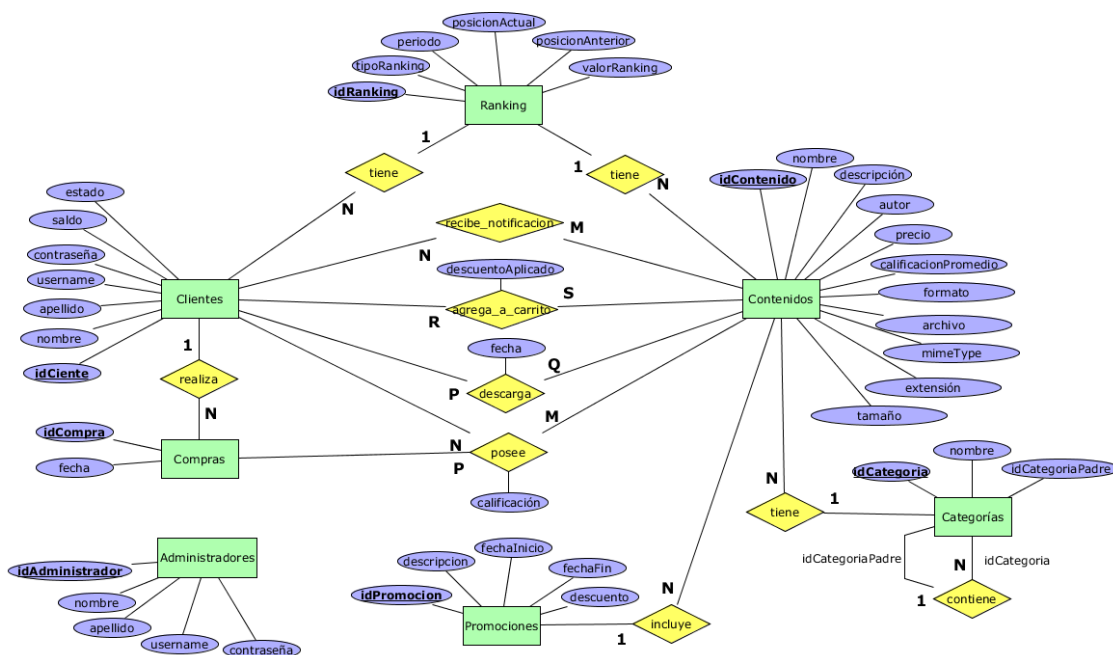 posicionActual
periodo
posicionAnterior
tipoRanking
valorRanking
idRanking
Ranking
1
1
tiene
tiene
N
N
nombre
idContenido
descripción
autor
precio
calificacionPromedio
formato
archivo
mimeType
extensión
tamaño
Contenidos
estado
saldo
contraseña
username
apellido
nombre
idCiente
Clientes
recibe_notificacion
N
M
descuentoAplicado
agrega_a_carrito
R
S
fecha
descarga
P
Q
1
realiza
N
idCompra
fecha
Compras
N
P
M
posee
calificación
N
tiene
1
nombre
idCategoria
idCategoriaPadre
Categorías
idCategoriaPadre
idCategoria
N
1
contiene
Administradores
idAdministrador
nombre
apellido
username
contraseña
fechaInicio
descripcion
fechaFin
idPromocion
descuento
Promociones
1
incluye
N